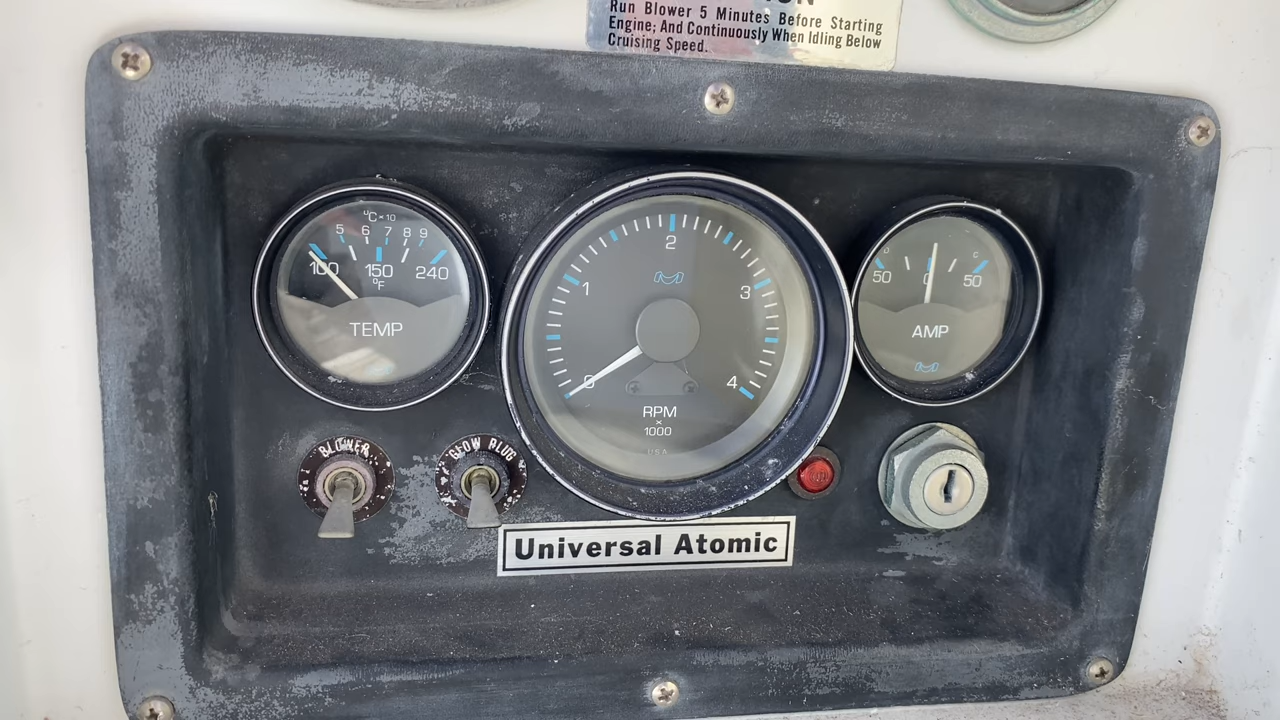 Run Blower 5 Minutes Before Starting
Engine; And Continuously When Idling Below
Cruising Speed.
°C×10
5 6 7 8 9
100 150 240
°F
TEMP
0 1 2 3 4
RPM
×
1000
USA
50 0 50
AMP
BLOWER
GLOW PLUG
Universal Atomic